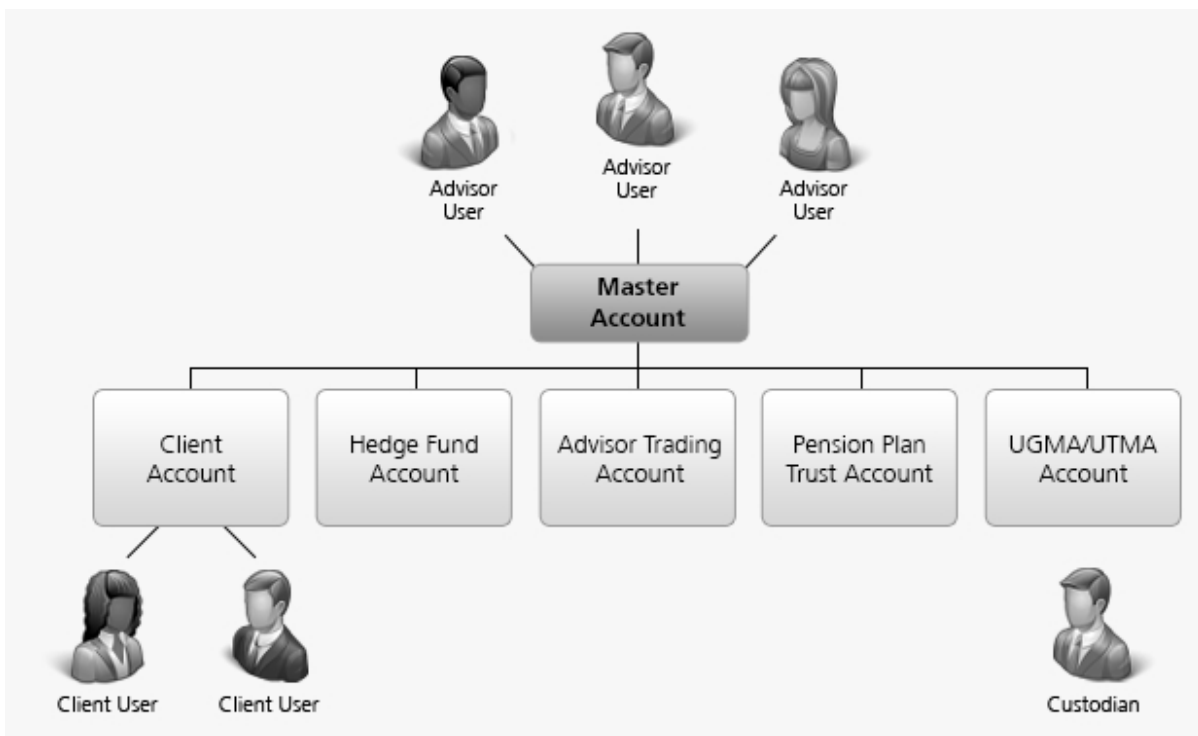 Advisor
User
Advisor
User
Advisor
User
Master
Account
Client
Account
Hedge Fund
Account
Advisor Trading
Account
Pension Plan
Trust Account
UGMA/UTMA
Account
Client User
Client User
Custodian